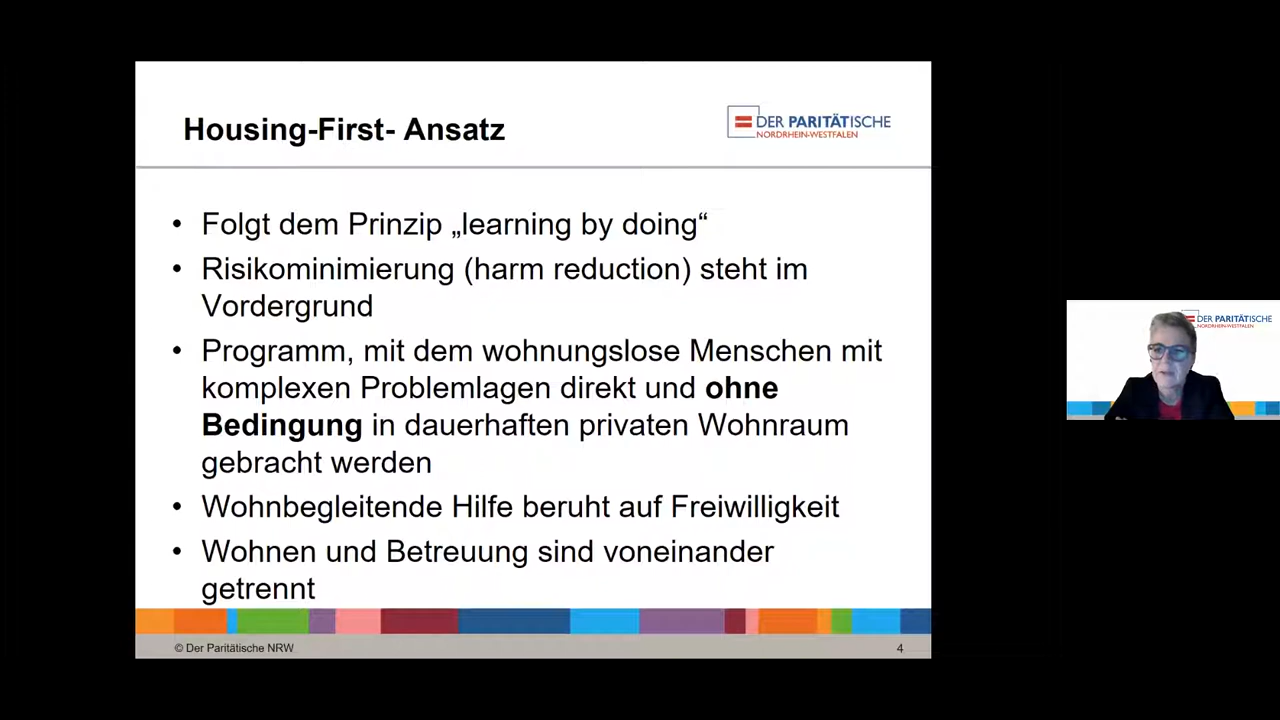 Housing-First- Ansatz
DER PARITÄTISCHE
NORDRHEIN-WESTFALEN
• Folgt dem Prinzip „learning by doing“
• Risikominimierung (harm reduction) steht im
Vordergrund
• Programm, mit dem wohnungslose Menschen mit
komplexen Problemlagen direkt und ohne
Bedingung in dauerhaften privaten Wohnraum
gebracht werden
• Wohnbegleitende Hilfe beruht auf Freiwilligkeit
• Wohnen und Betreuung sind voneinander
getrennt
© Der Paritätische NRW
4
DER PARITÄTISCHE
NORDRHEIN-WESTFALEN